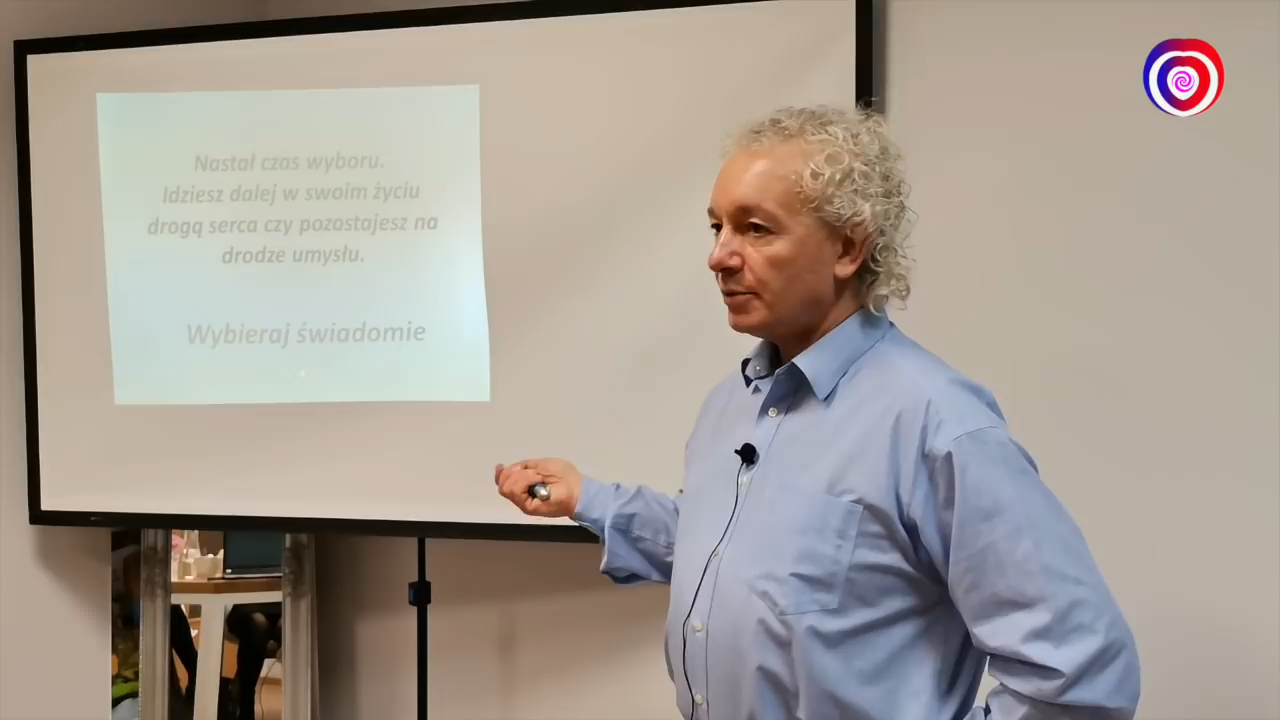 Nastał czas wyboru.
Idziesz dalej w swoim życiu
drogą serca czy pozostajesz na
drodze umysłu.
Wybieraj świadomie